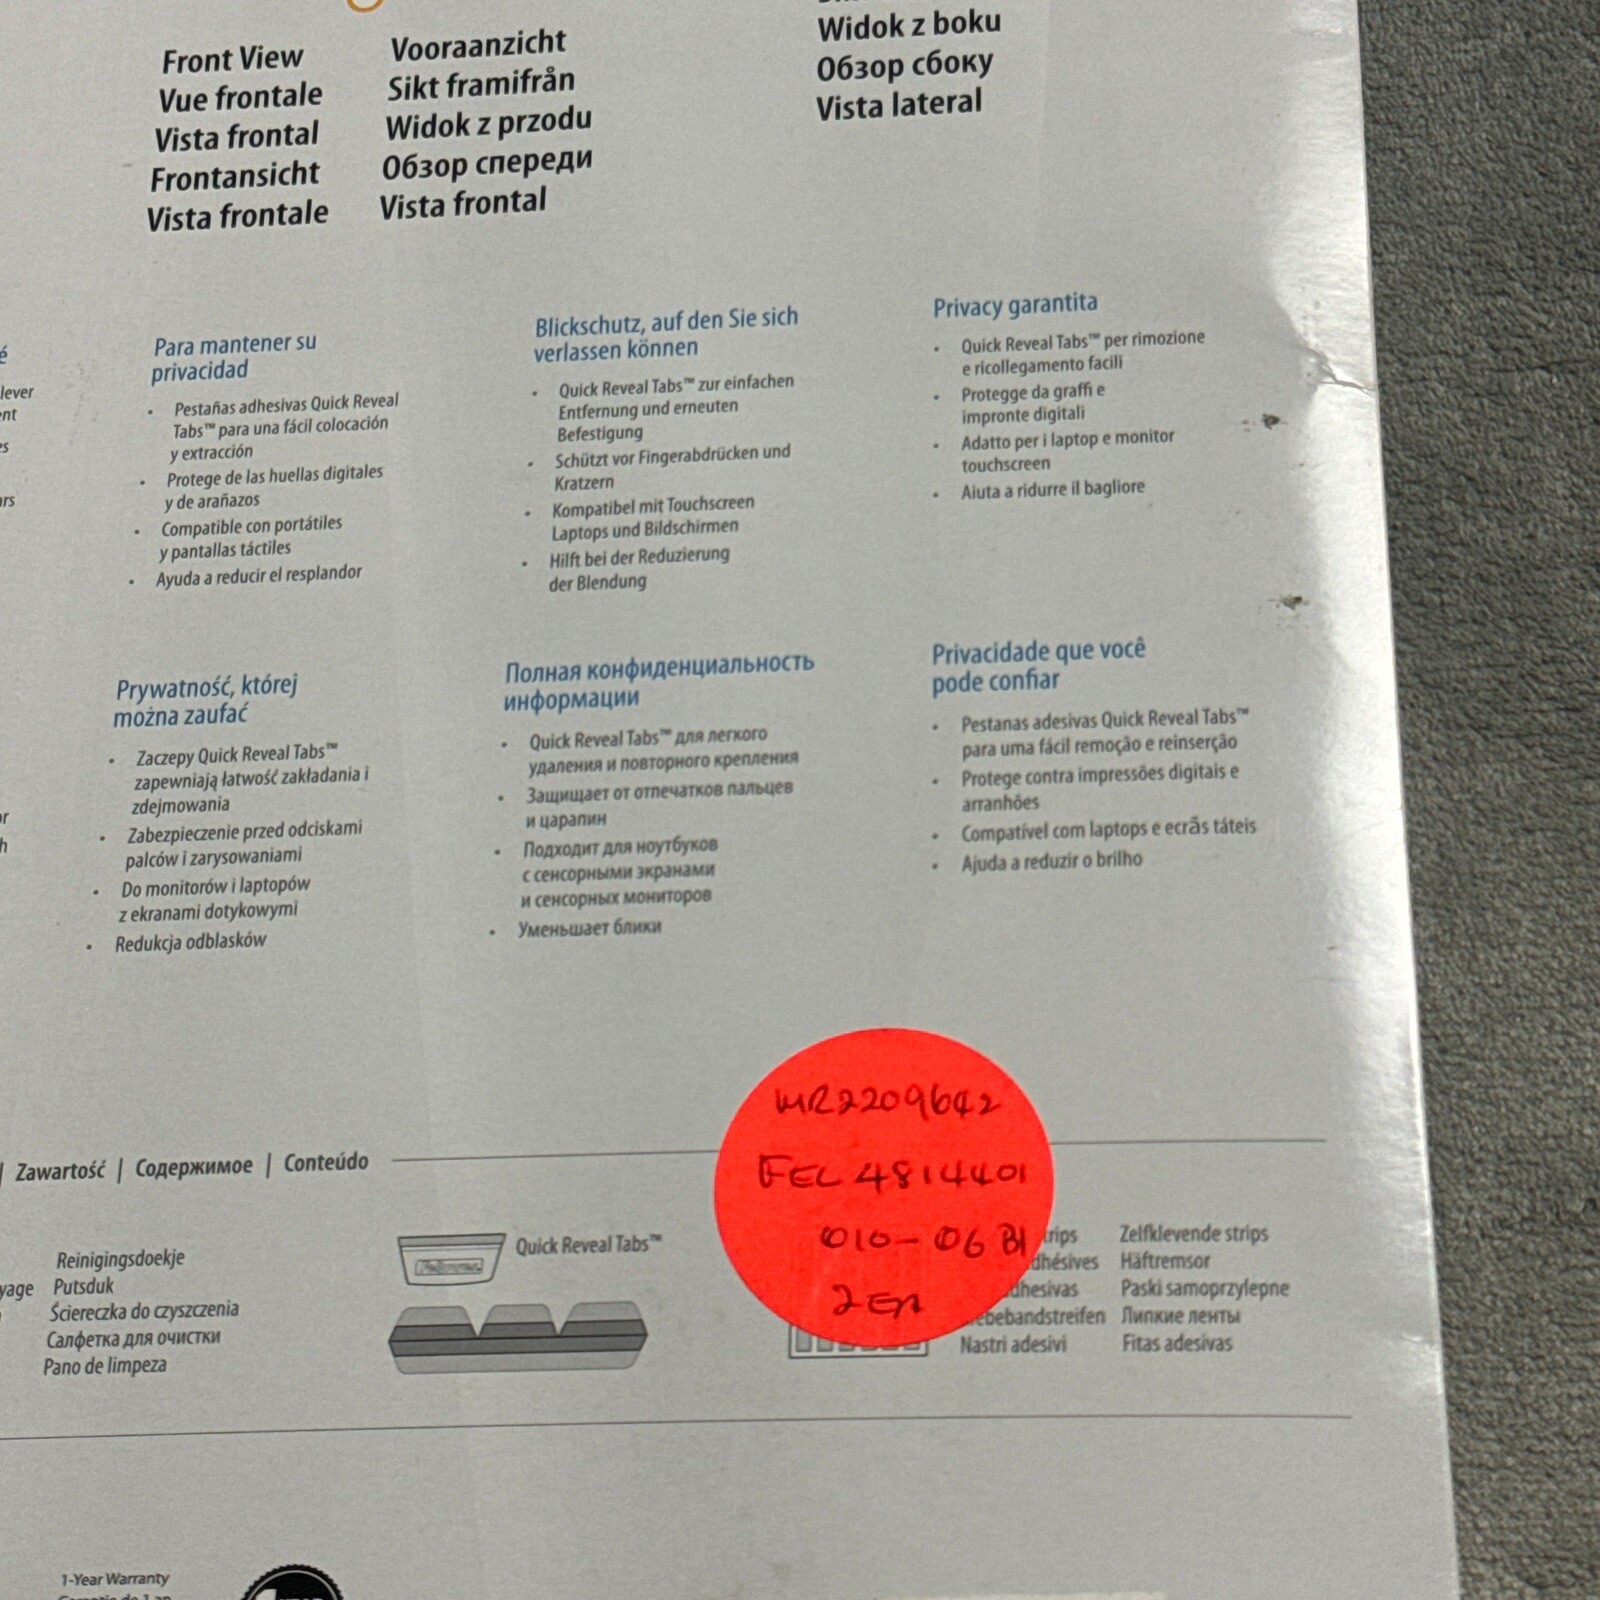 Front View
Vue frontale
Vista frontal
Frontansicht
Vista frontale
Vooraanzicht
Sikt framifrån
Widok z przodu
Обзор спереди
Vista frontal
Widok z boku
Обзор сбоку
Vista lateral
Para mantener su
privacidad
• Pestañas adhesivas Quick Reveal
Tabs™ para una fácil colocación
y extracción
• Protege de las huellas digitales
y de arañazos
• Compatible con portátiles
y pantallas táctiles
• Ayuda a reducir el resplandor
Blickschutz, auf den Sie sich
verlassen können
• Quick Reveal Tabs™ zur einfachen
Entfernung und erneuten
Befestigung
• Schützt vor Fingerabdrücken und
Kratzern
• Kompatibel mit Touchscreen
Laptops und Bildschirmen
• Hilft bei der Reduzierung
der Blendung
Privacy garantita
• Quick Reveal Tabs™ per rimozione
e ricollegamento facili
• Protegge da graffi e
impronte digitali
• Adatto per i laptop e monitor
touchscreen
• Aiuta a ridurre il bagliore
Prywatność, której
można zaufać
• Zaczepy Quick Reveal Tabs™
zapewniają łatwość zakładania i
zdejmowania
• Zabezpieczenie przed odciskami
palców i zarysowaniami
• Do monitorów i laptopów
z ekranami dotykowymi
• Redukcja odblasków
Полная конфиденциальность
информации
• Quick Reveal Tabs™ для легкого
удаления и повторного крепления
• Защищает от отпечатков пальцев
и царапин
• Подходит для ноутбуков
с сенсорными экранами
и сенсорных мониторов
• Уменьшает блики
Privacidade que você
pode confiar
• Pestanas adesivas Quick Reveal Tabs™
para uma fácil remoção e reinserção
• Protege contra impressões digitais e
arranhões
• Compatível com laptops e ecrãs táteis
• Ajuda a reduzir o brilho
| Zawartość | Содержимое | Conteúdo
Reinigingsdoekje
Putsduk
Ściereczka do czyszczenia
Салфетка для очистки
Pano de limpeza
Quick Reveal Tabs™
FEL 4814401
Nastri adesivi
Zelfklevende strips
Häftremsor
Paski samoprzylepne
Липкие ленты
Fitas adesivas
1-Year Warranty